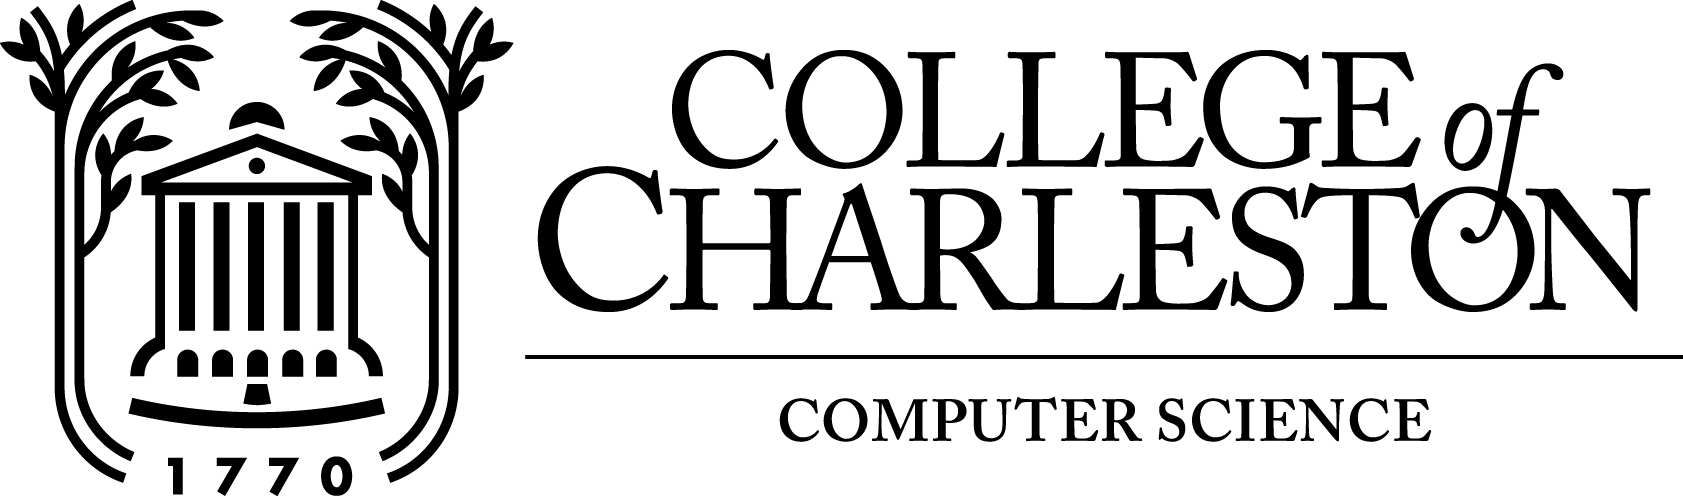 1770
COLLEGE of
CHARLESTON
COMPUTER SCIENCE